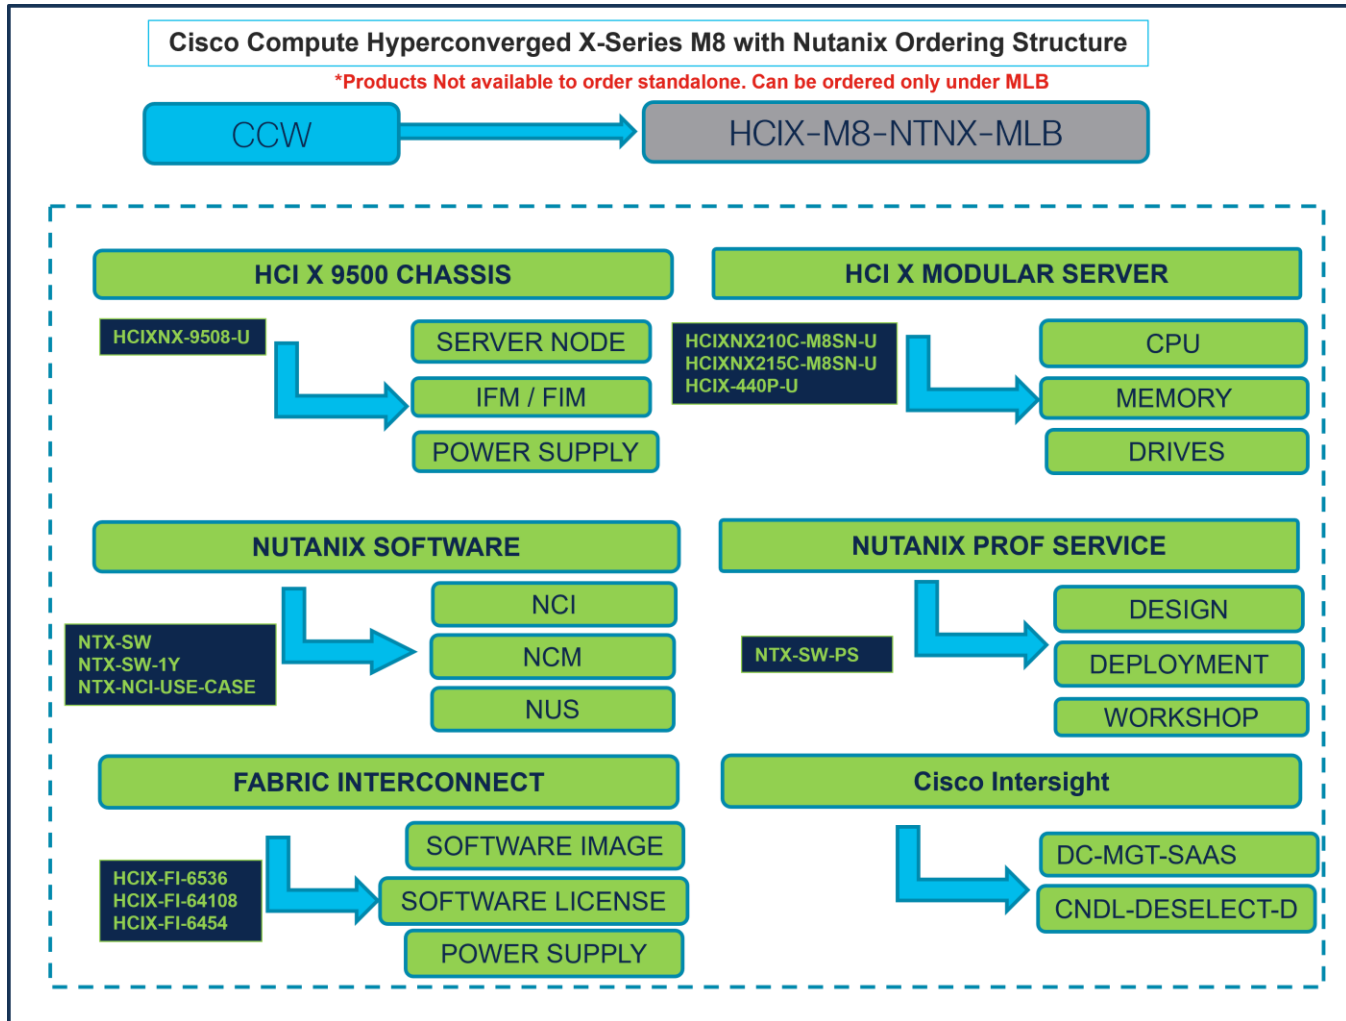 Cisco Compute Hyperconverged X-Series M8 with Nutanix Ordering Structure
*Products Not available to order standalone. Can be ordered only under MLB
CCW
HCIX-M8-NTNX-MLB
HCI X 9500 CHASSIS
HCIXNX-9508-U
SERVER NODE
IFM / FIM
POWER SUPPLY
HCI X MODULAR SERVER
HCIXNX210C-M8SN-U
HCIXNX215C-M8SN-U
HCIX-440P-U
CPU
MEMORY
DRIVES
NUTANIX SOFTWARE
NTX-SW
NTX-SW-1Y
NTX-NCI-USE-CASE
NCI
NCM
NUS
NUTANIX PROF SERVICE
NTX-SW-PS
DESIGN
DEPLOYMENT
WORKSHOP
FABRIC INTERCONNECT
HCIX-FI-6536
HCIX-FI-64108
HCIX-FI-6454
SOFTWARE IMAGE
SOFTWARE LICENSE
POWER SUPPLY
Cisco Intersight
DC-MGT-SAAS
CNDL-DESELECT-D